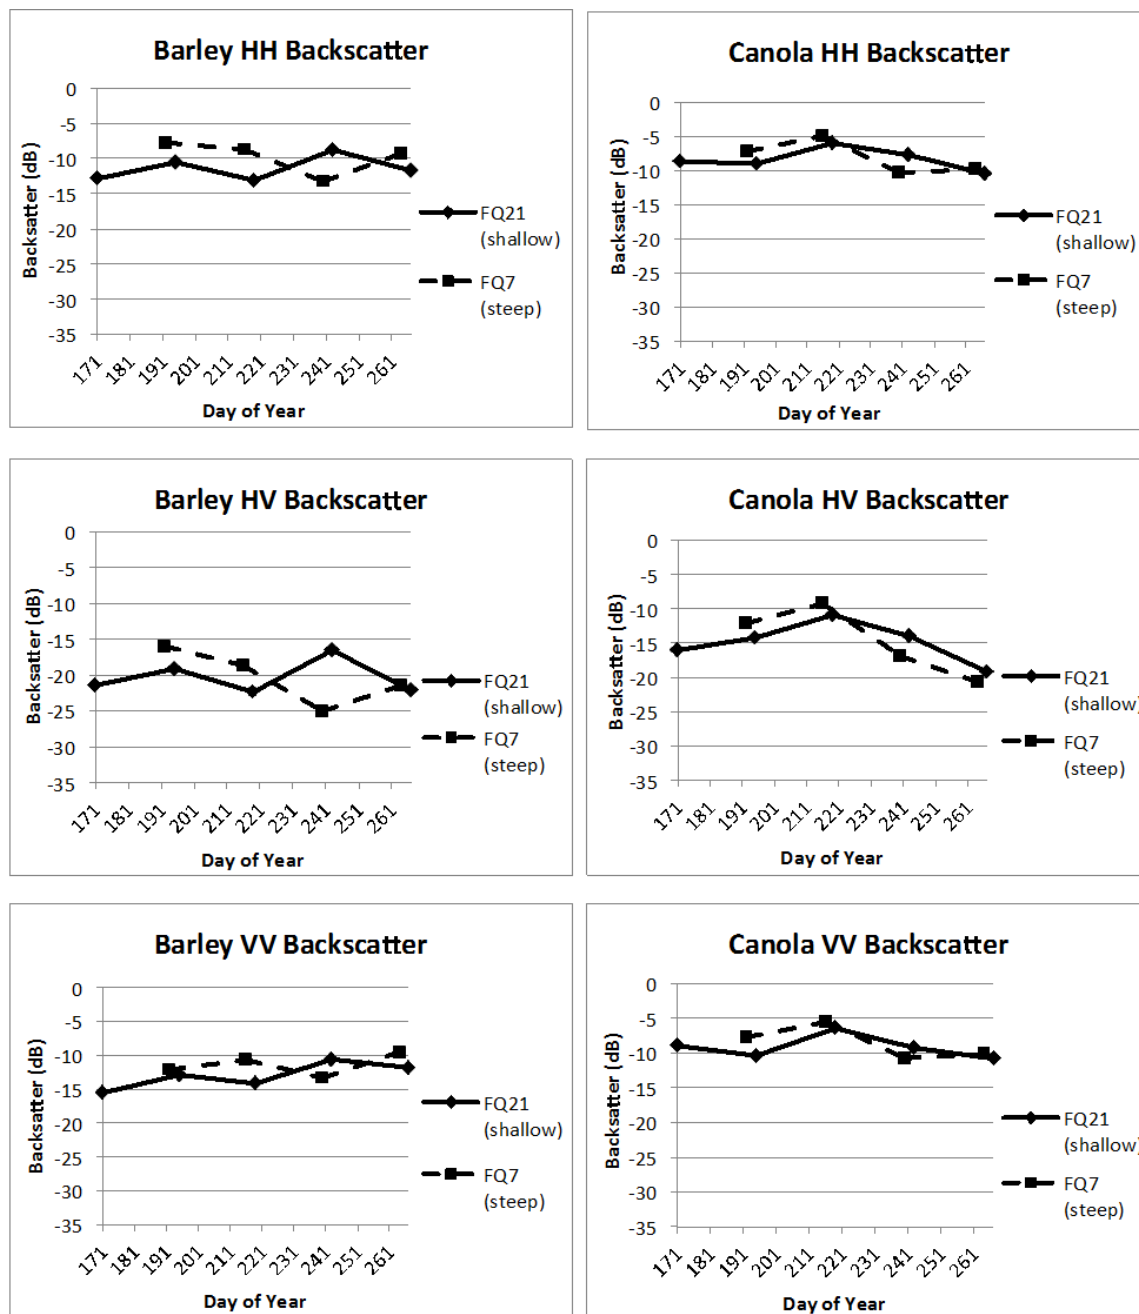 Barley HH Backscatter
0
-5
-10
-15
-20
-25
-30
-35
Backsatter (dB)
171 181 191 201 211 221 231 241 251 261
Day of Year
FQ21
(shallow)
FQ7
(steep)
Canola HH Backscatter
0
-5
-10
-15
-20
-25
-30
-35
Backsatter (dB)
171 181 191 201 211 221 231 241 251 261
Day of Year
FQ21
(shallow)
FQ7
(steep)
Barley HV Backscatter
0
-5
-10
-15
-20
-25
-30
-35
Backsatter (dB)
171 181 191 201 211 221 231 241 251 261
Day of Year
FQ21
(shallow)
FQ7
(steep)
Canola HV Backscatter
0
-5
-10
-15
-20
-25
-30
-35
Backsatter (dB)
171 181 191 201 211 221 231 241 251 261
Day of Year
FQ21
(shallow)
FQ7
(steep)
Barley VV Backscatter
0
-5
-10
-15
-20
-25
-30
-35
Backsatter (dB)
171 181 191 201 211 221 231 241 251 261
Day of Year
FQ21
(shallow)
FQ7
(steep)
Canola VV Backscatter
0
-5
-10
-15
-20
-25
-30
-35
Backsatter (dB)
171 181 191 201 211 221 231 241 251 261
Day of Year
FQ21
(shallow)
FQ7
(steep)